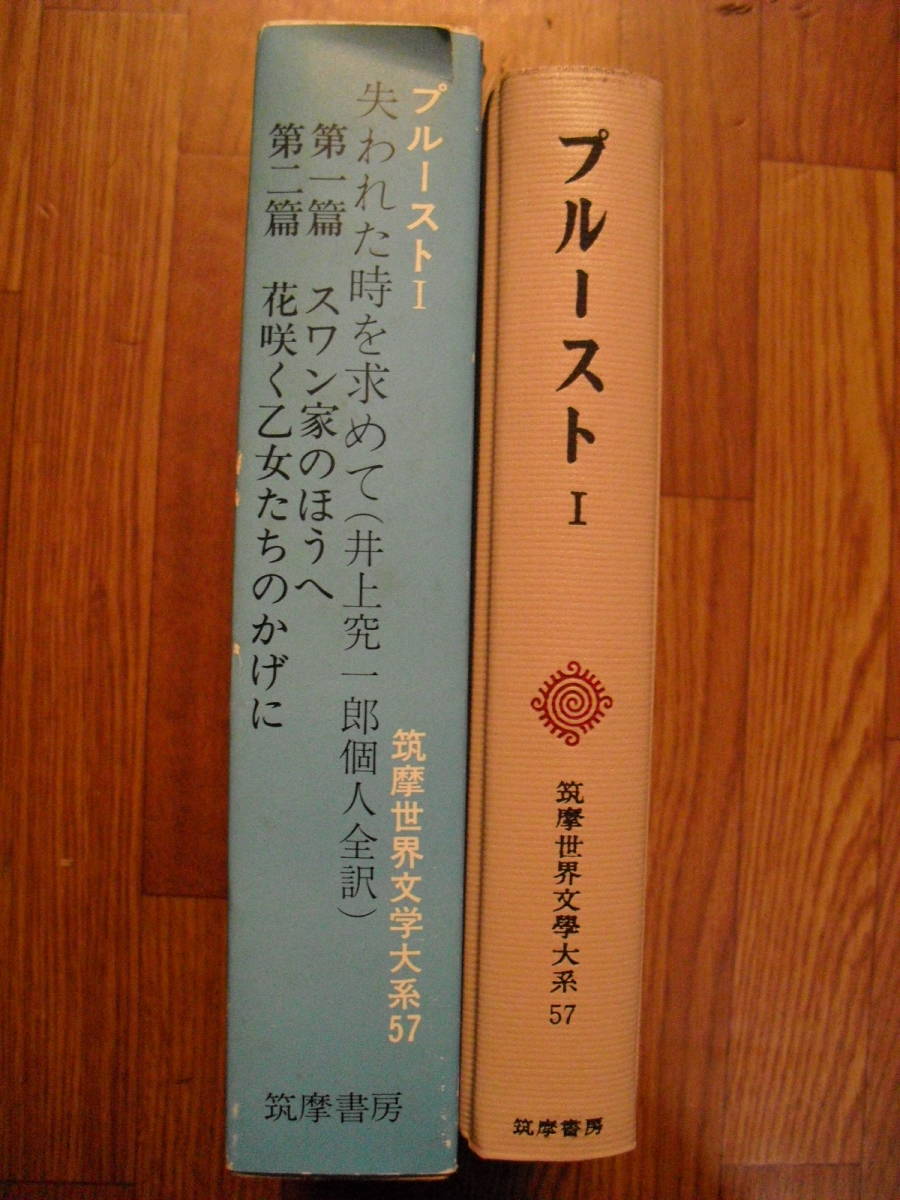 プルーストI
失われた時を求めて(井上究一郎個人全訳)
第一篇 スワン家のほうへ
第二篇 花咲く乙女たちのかげに
筑摩世界文学大系57
筑摩書房
プルースト I
筑摩世界文學大系 57
筑摩書房